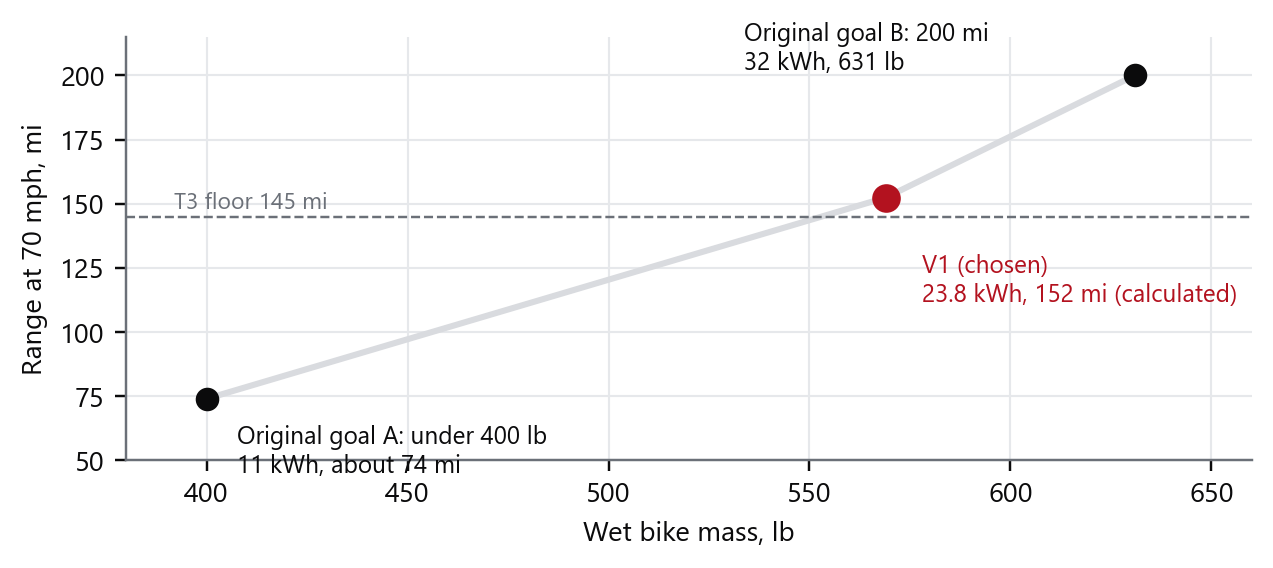 Original goal B: 200 mi
32 kWh, 631 lb
200
175
150
125
100
75
50
Range at 70 mph, mi
T3 floor 145 mi
V1 (chosen)
23.8 kWh, 152 mi (calculated)
Original goal A: under 400 lb
11 kWh, about 74 mi
400
450
500
550
600
650
Wet bike mass, lb